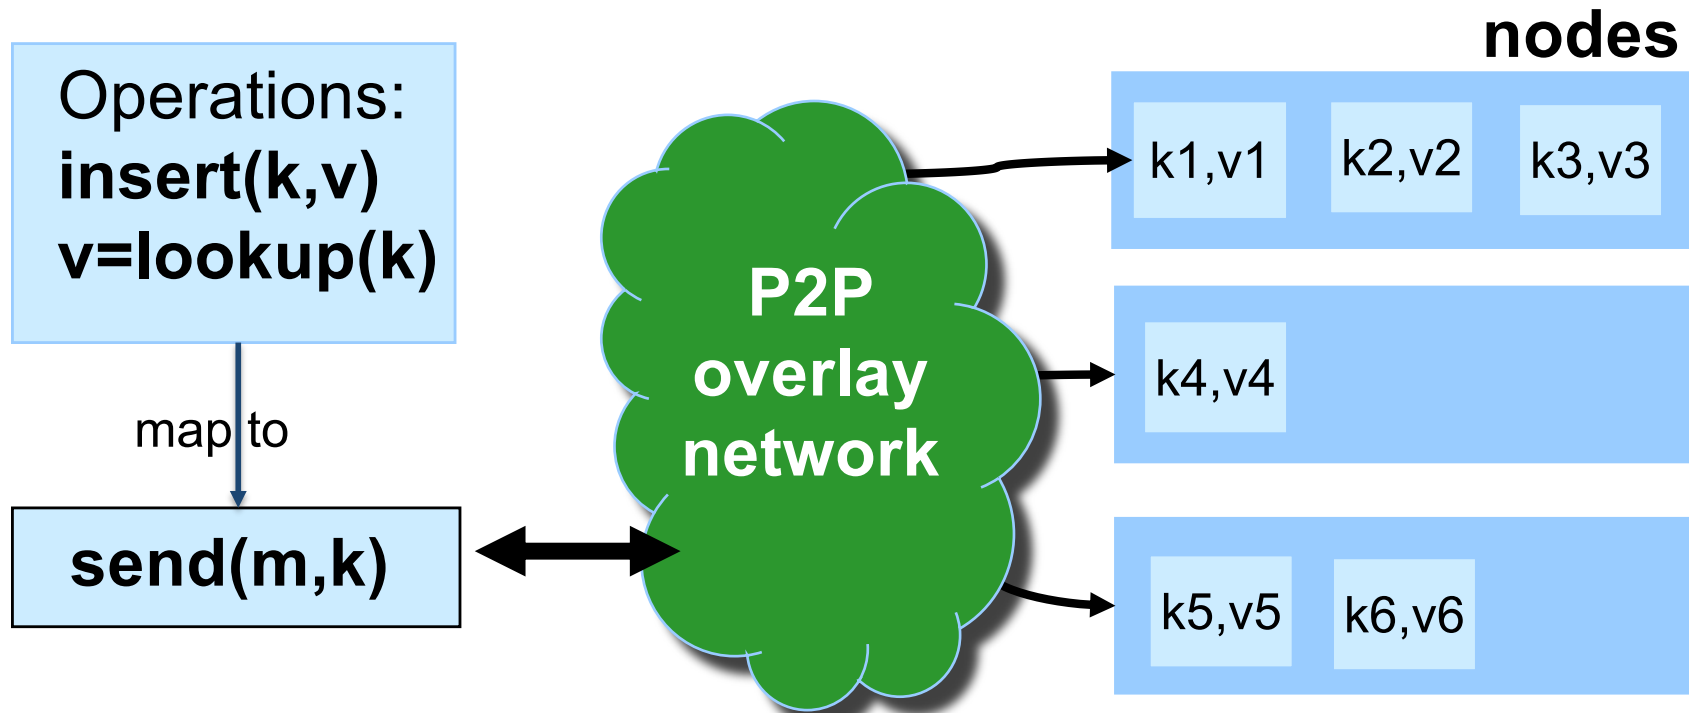 nodes
Operations:
insert(k,v)
v=lookup(k)
map to
send(m,k)
P2P
overlay
network
k1,v1
k2,v2
k3,v3
k4,v4
k5,v5
k6,v6